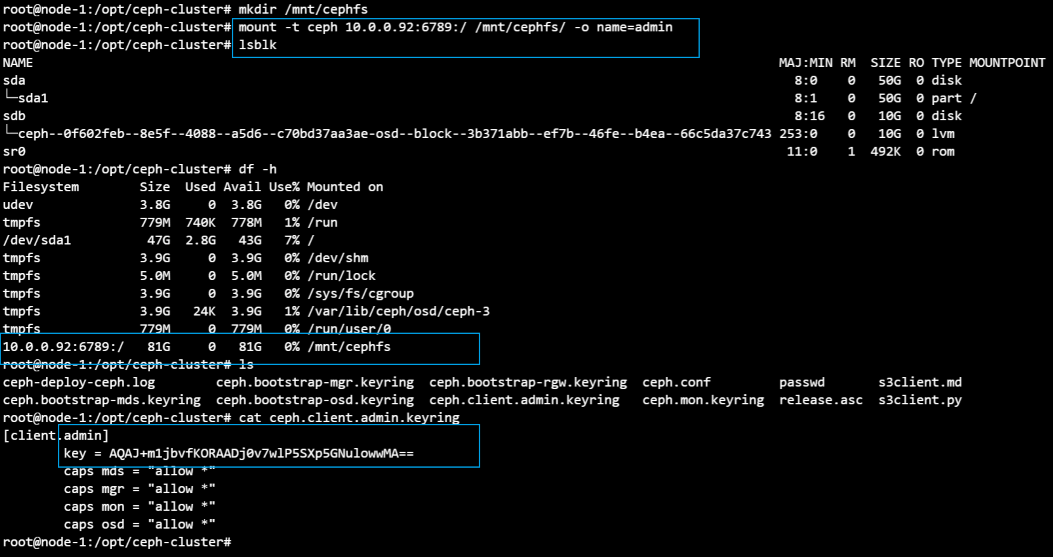 root@node-1:/opt/ceph-cluster# mkdir /mnt/cephfs
root@node-1:/opt/ceph-cluster# mount -t ceph 10.0.0.92:6789:/ /mnt/cephfs/ -o name=admin
root@node-1:/opt/ceph-cluster# lsblk
NAME MAJ:MIN RM SIZE RO TYPE MOUNTPOINT
sda 8:0 0 50G 0 disk
└─sda1 8:1 0 50G 0 part /
sdb 8:16 0 10G 0 disk
└─ceph--0f602feb--8e5f--4088--a5d6--c70bd37aa3ae-osd--block--3b371abb--ef7b--46fe--b4ea--66c5da37c743 253:0 0 10G 0 lvm
sr0 11:0 1 492K 0 rom
root@node-1:/opt/ceph-cluster# df -h
Filesystem Size Used Avail Use% Mounted on
udev 3.8G 0 3.8G 0% /dev
tmpfs 779M 740K 778M 1% /run
/dev/sda1 47G 2.8G 43G 7% /
tmpfs 3.9G 0 3.9G 0% /dev/shm
tmpfs 5.0M 0 5.0M 0% /run/lock
tmpfs 3.9G 0 3.9G 0% /sys/fs/cgroup
tmpfs 3.9G 24K 3.9G 1% /var/lib/ceph/osd/ceph-3
tmpfs 779M 0 779M 0% /run/user/0
10.0.0.92:6789:/ 81G 0 81G 0% /mnt/cephfs
root@node-1:/opt/ceph-cluster# ls
ceph-deploy-ceph.log ceph.bootstrap-mgr.keyring ceph.bootstrap-rgw.keyring ceph.conf passwd s3client.md
ceph.bootstrap-mds.keyring ceph.bootstrap-osd.keyring ceph.client.admin.keyring ceph.mon.keyring release.asc s3client.py
root@node-1:/opt/ceph-cluster# cat ceph.client.admin.keyring
[client.admin]
key = AQAJ+m1jbvfKORAADj0v7wlP5SXp5GNulowwMA==
caps mds = "allow *"
caps mgr = "allow *"
caps mon = "allow *"
caps osd = "allow *"
root@node-1:/opt/ceph-cluster#